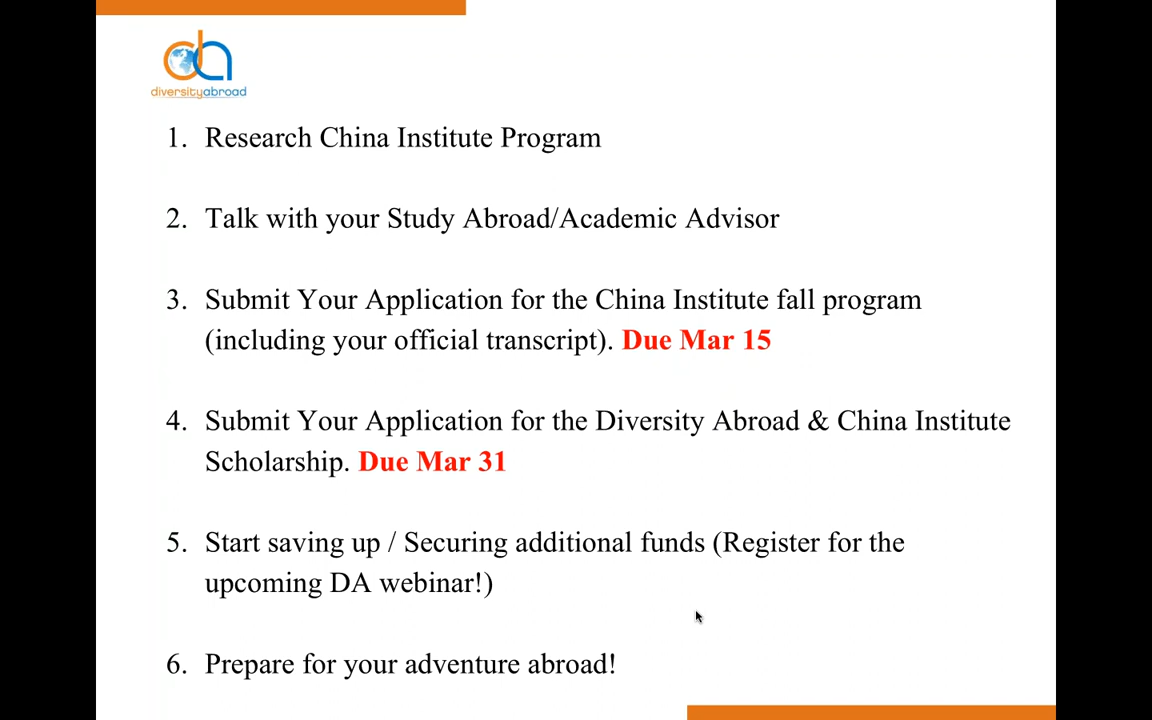 diversityabroad
1. Research China Institute Program
2. Talk with your Study Abroad/Academic Advisor
3. Submit Your Application for the China Institute fall program
(including your official transcript). Due Mar 15
4. Submit Your Application for the Diversity Abroad & China Institute
Scholarship. Due Mar 31
5. Start saving up / Securing additional funds (Register for the
upcoming DA webinar!)
6. Prepare for your adventure abroad!